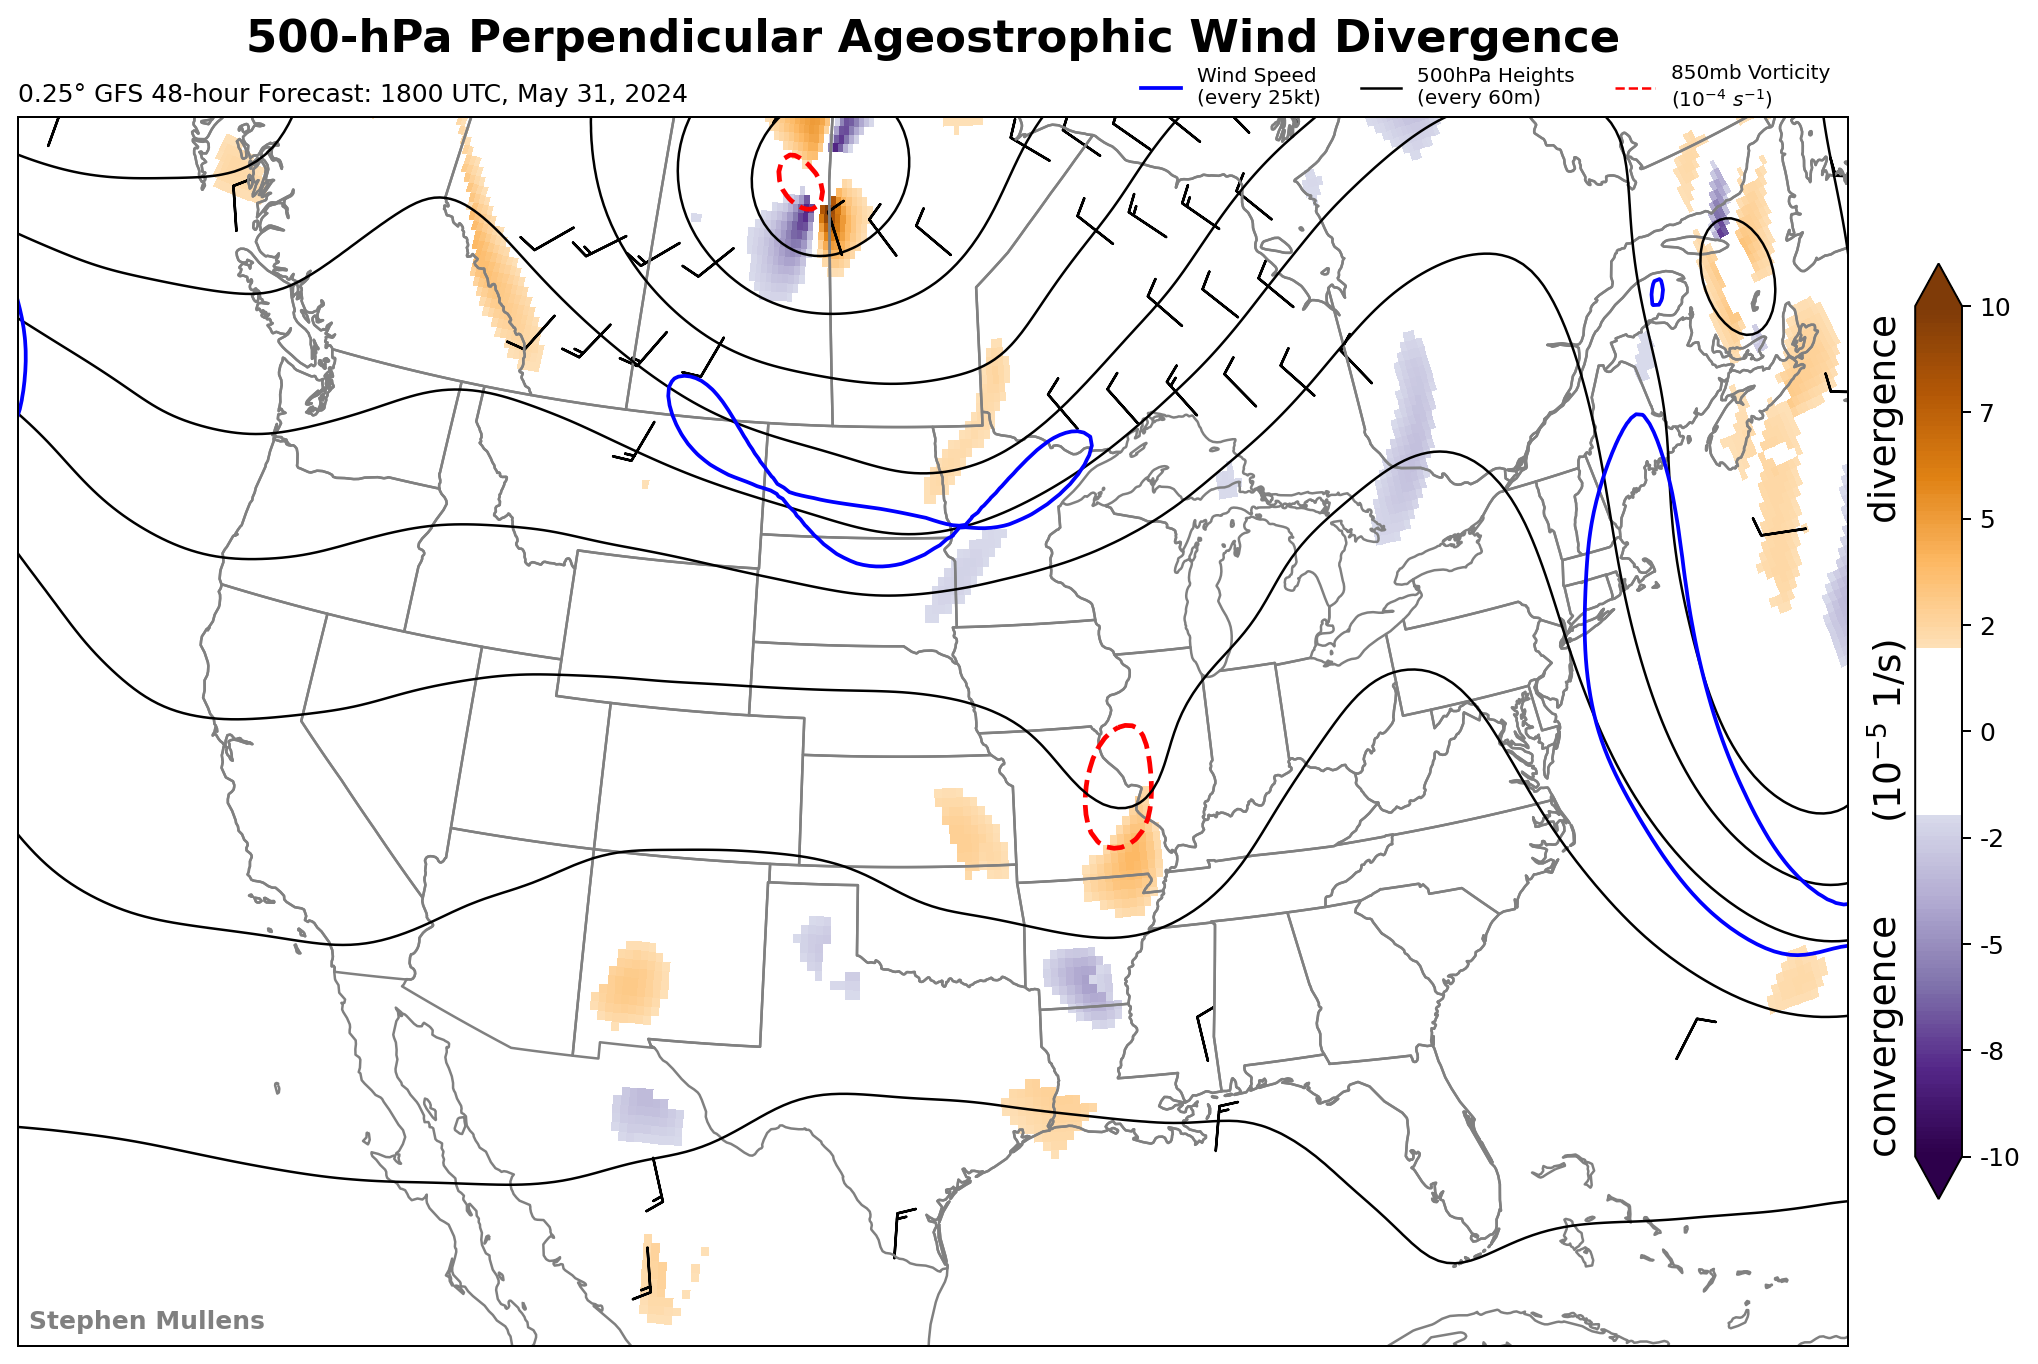 500-hPa Perpendicular Ageostrophic Wind Divergence
0.25° GFS 48-hour Forecast: 1800 UTC, May 31, 2024
Wind Speed
(every 25kt)
500hPa Heights
(every 60m)
850mb Vorticity
(10⁻⁴ s⁻¹)
10
7
5
2
0
-2
-5
-8
-10
convergence (10⁻⁵ 1/s) divergence
Stephen Mullens